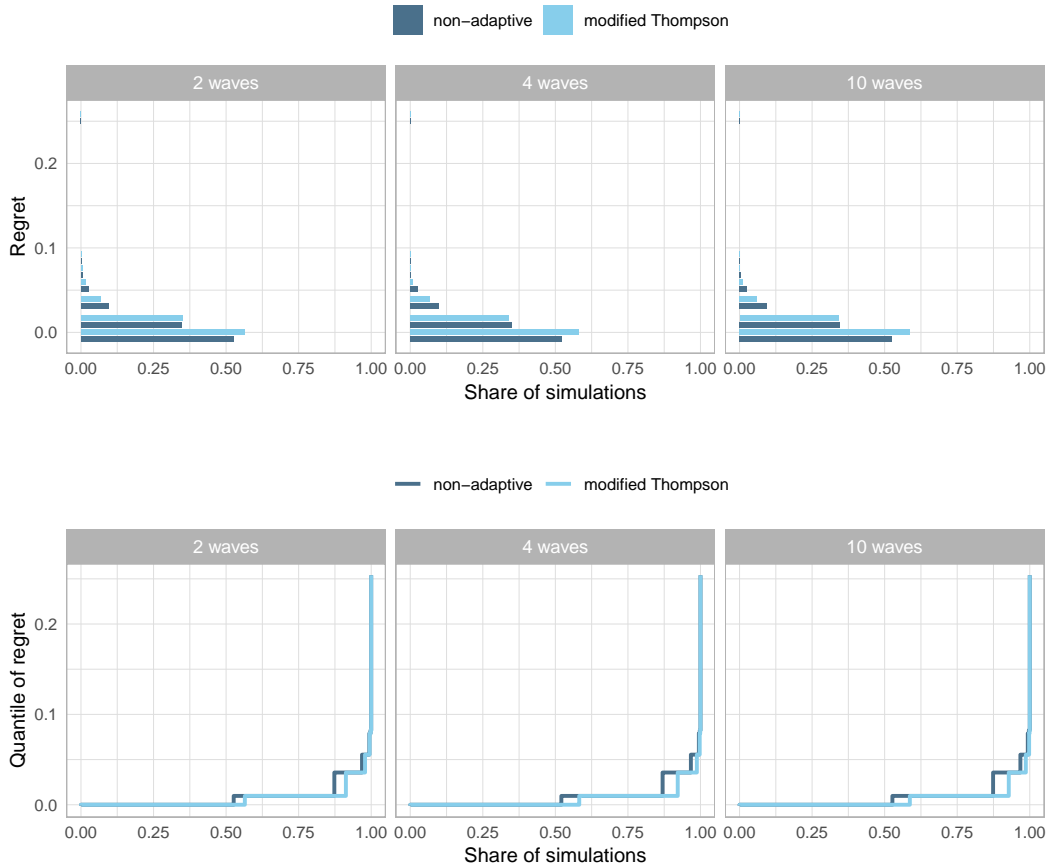 non−adaptive modified Thompson
2 waves 4 waves 10 waves
0.2
0.1
0.0
Regret
0.00 0.25 0.50 0.75 1.00 0.00 0.25 0.50 0.75 1.00 0.00 0.25 0.50 0.75 1.00
Share of simulations
non−adaptive modified Thompson
2 waves 4 waves 10 waves
0.2
0.1
0.0
Quantile of regret
0.00 0.25 0.50 0.75 1.00 0.00 0.25 0.50 0.75 1.00 0.00 0.25 0.50 0.75 1.00
Share of simulations